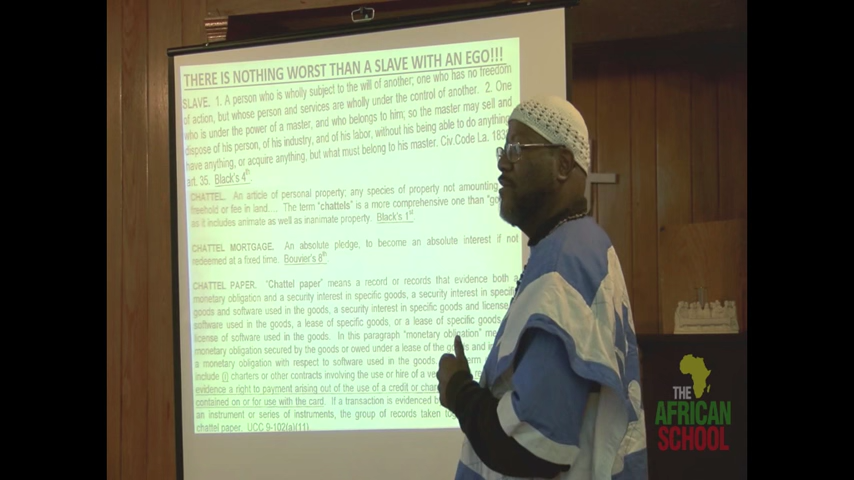 THERE IS NOTHING WORST THAN A SLAVE WITH AN EGO!!!
SLAVE. 1. A person who is wholly subject to the will of another; one who has no freedom
of action, but whose person and services are wholly under the control of another. 2. One
who is under the power of a master, and who belongs to him; so the master may sell and
dispose of his person, of his industry, and of his labor, without his being able to do anything,
have anything, or acquire anything, but what must belong to his master. Civ.Code La. 183
art. 35. Black's 4th
CHATTEL. An article of personal property; any species of property not amounting
freehold or fee in land.... The term "chattels" is a more comprehensive one than
as it includes animate as well as inanimate property. Black's 1st
CHATTEL MORTGAGE. An absolute pledge, to become an absolute interest if not
redeemed at a fixed time. Bouvier's 8th
CHATTEL PAPER. "Chattel paper" means a record or records that evidence both
monetary obligation and a security interest in specific goods, a security interest in
goods and software used in the goods, a security interest in specific goods and license
software used in the goods, a lease of specific goods, or a lease of specific goods
license of software used in the goods. In this paragraph "monetary obligation"
monetary obligation secured by the goods or owed under a lease of the goods and
a monetary obligation with respect to software used in the goods.
include (i) charters or other contracts involving the use or hire of a
evidence a right to payment arising out of the use of a credit or
contained on or for use with the card. If a transaction is evidenced
an instrument or series of instruments, the group of records taken
chattel paper. UCC 9-102(a)(11)
THE
AFRICAN
SCHOOL